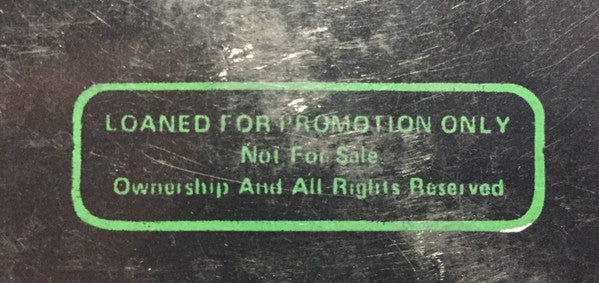 LOANED FOR PROMOTION ONLY
Not For Sale
Ownership And All Rights Reserved